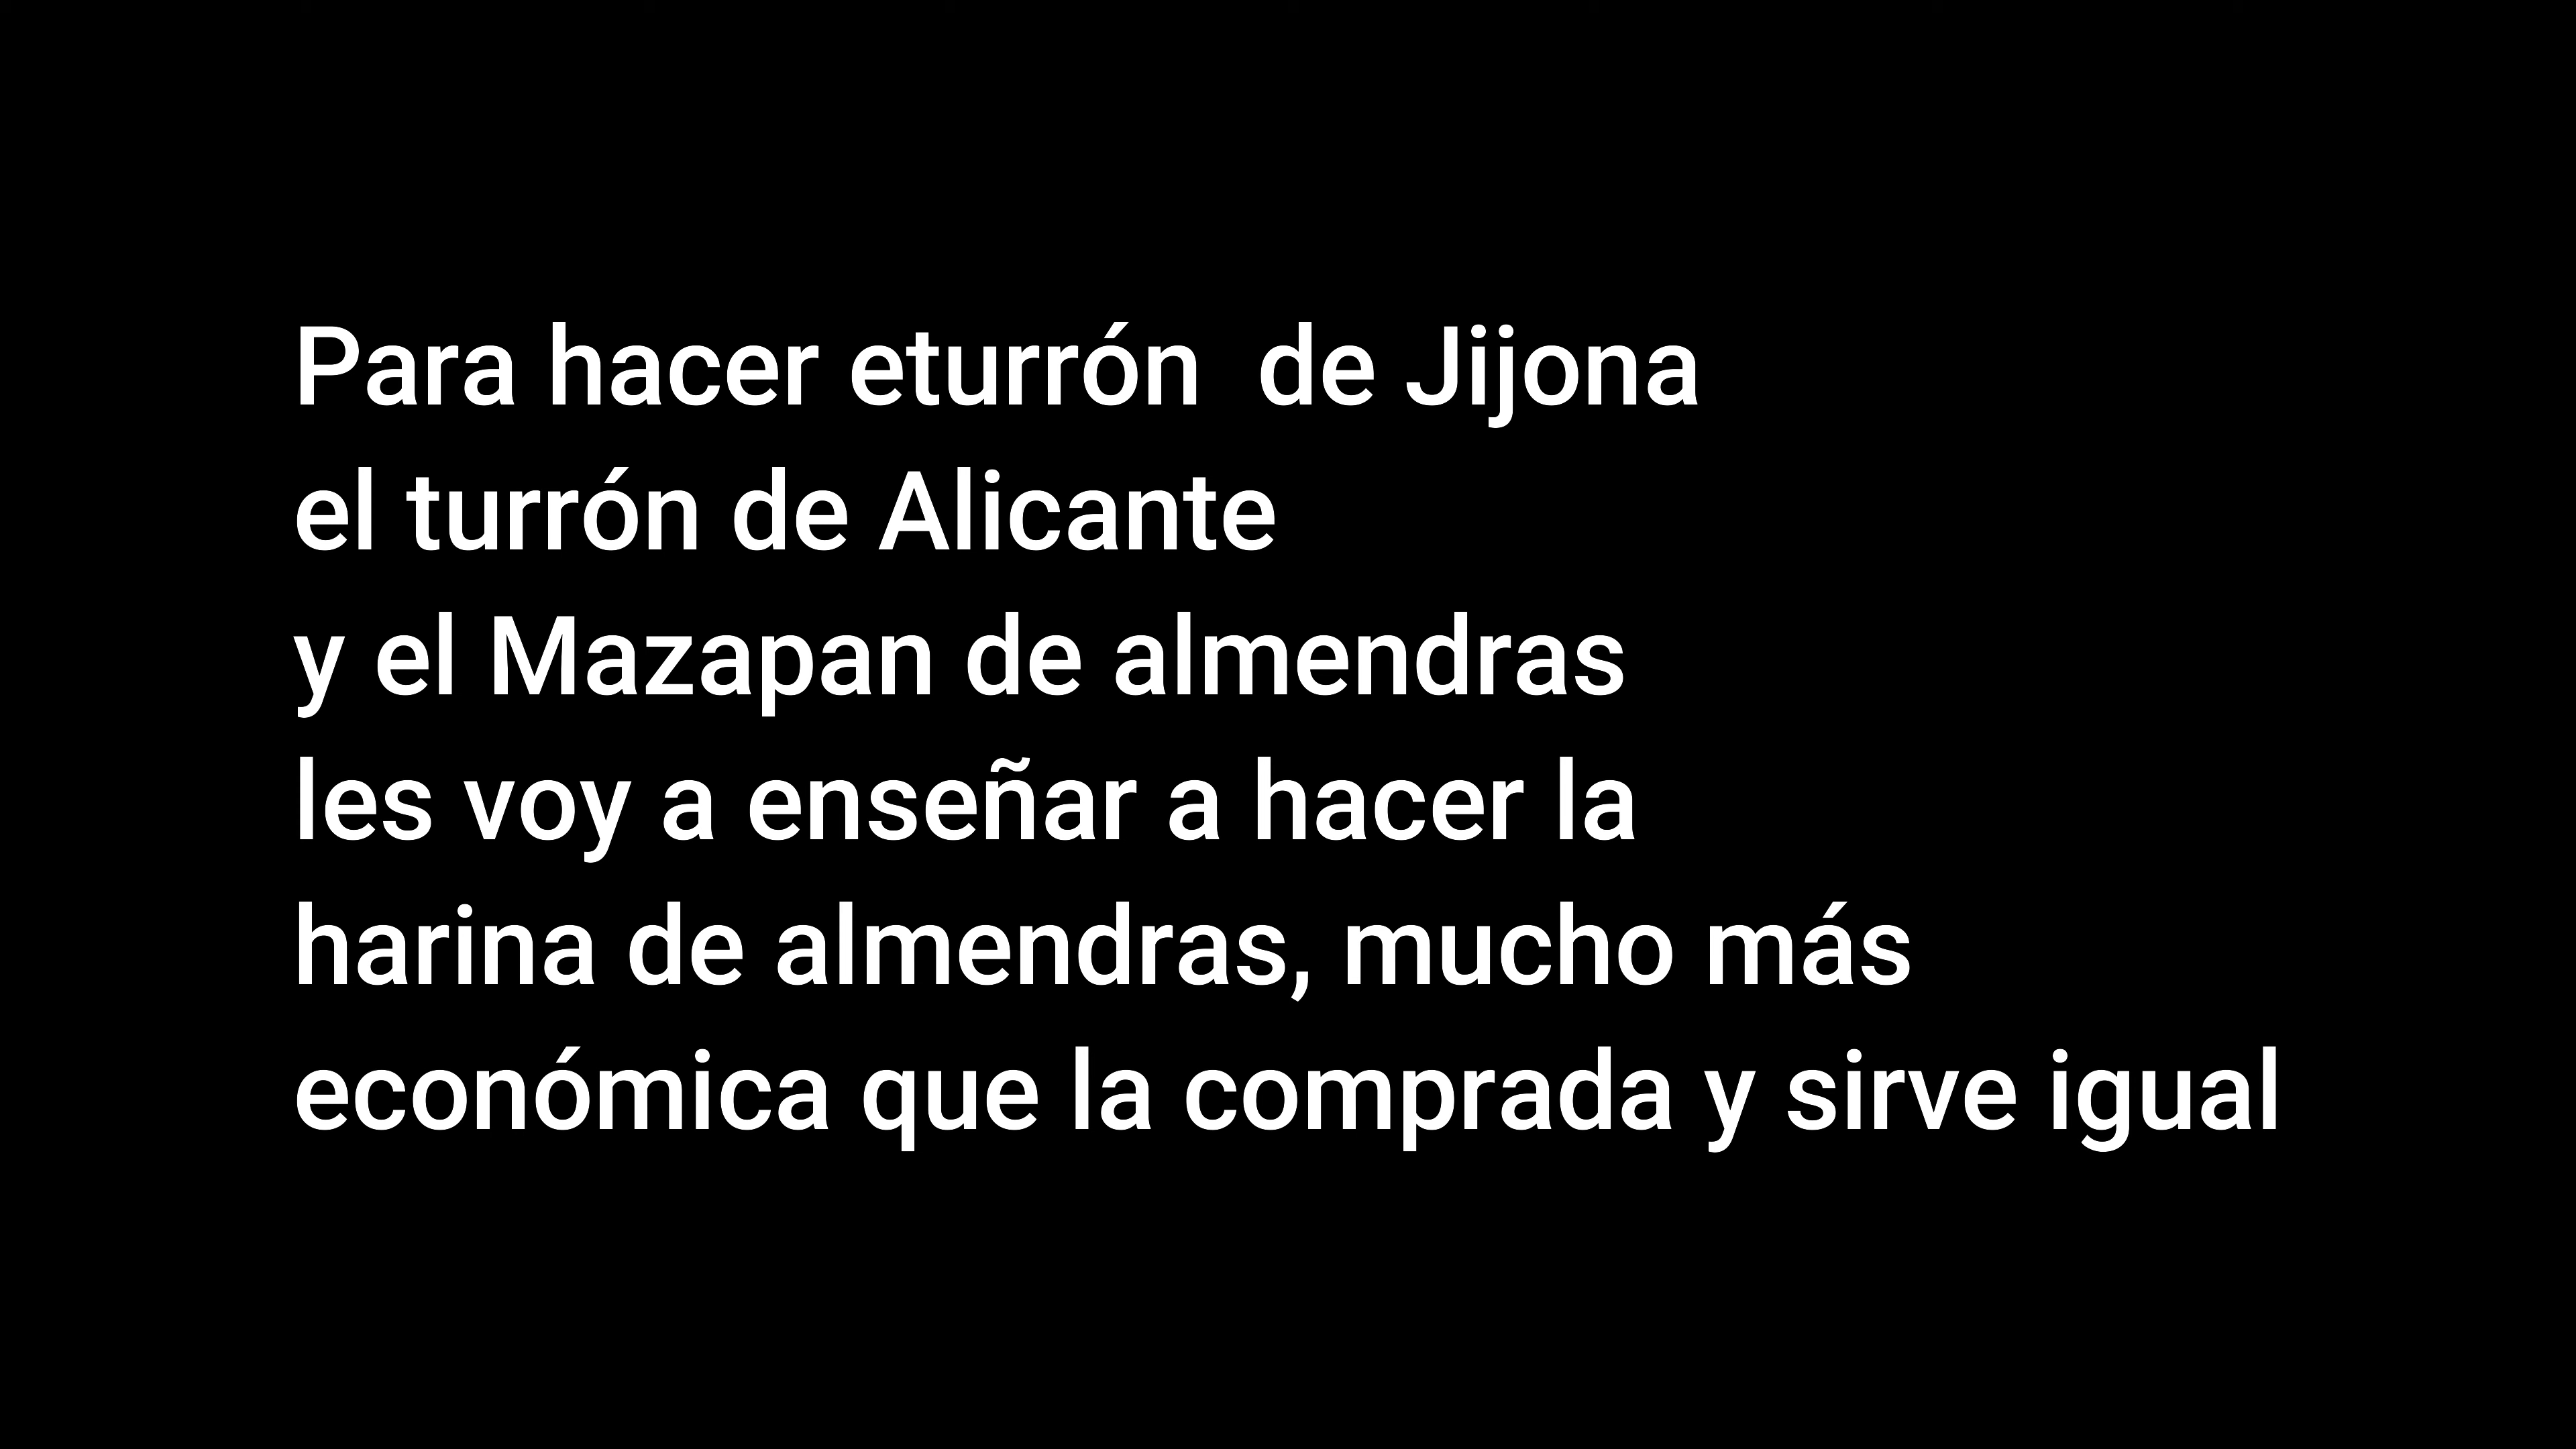 Para hacer eturrón  de Jijona
el turrón de Alicante
y el Mazapan de almendras
les voy a enseñar a hacer la
harina de almendras, mucho más
económica que la comprada y sirve igual